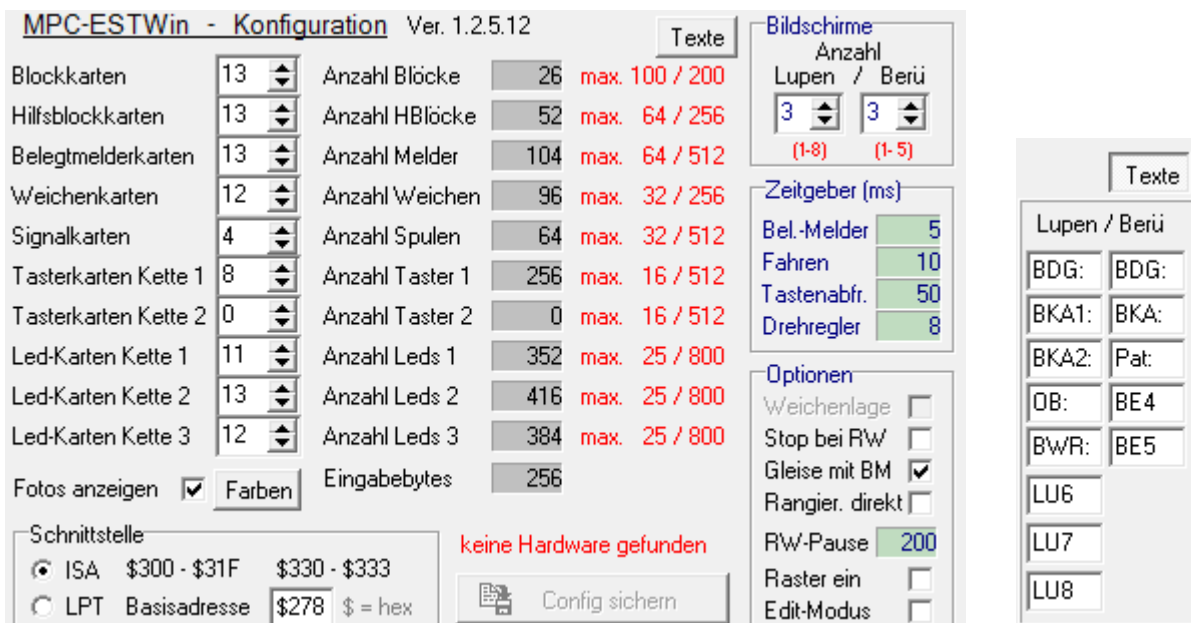 MPC-ESTWin - Konfiguration Ver. 1.2.5.12
Texte
Blockkarten 13 Anzahl Blöcke 26 max. 100 / 200
Hilfsblockkarten 13 Anzahl HBlöcke 52 max. 64 / 256
Belegtmelderkarten 13 Anzahl Melder 104 max. 64 / 512
Weichenkarten 12 Anzahl Weichen 96 max. 32 / 256
Signalkarten 4 Anzahl Spulen 64 max. 32 / 512
Tasterkarten Kette 1 8 Anzahl Taster 1 256 max. 16 / 512
Tasterkarten Kette 2 0 Anzahl Taster 2 0 max. 16 / 512
Led-Karten Kette 1 11 Anzahl Leds 1 352 max. 25 / 800
Led-Karten Kette 2 13 Anzahl Leds 2 416 max. 25 / 800
Led-Karten Kette 3 12 Anzahl Leds 3 384 max. 25 / 800
Fotos anzeigen Farben Eingabebytes 256
Schnittstelle
ISA $300 - $31F $330 - $333
LPT Basisadresse $278 $ = hex
keine Hardware gefunden
Config sichern
Bildschirme
Anzahl
Lupen / Berü
3 3
(1-8) (1- 5)
Zeitgeber (ms)
Bel.-Melder 5
Fahren 10
Tastenabfr. 50
Drehregler 8
Optionen
Weichenlage
Stop bei RW
Gleise mit BM
Rangier. direkt
RW-Pause 200
Raster ein
Edit-Modus
Texte
Lupen / Berü
BDG: BDG:
BKA1: BKA:
BKA2: Pat:
OB: BE4
BWR: BE5
LU6
LU7
LU8